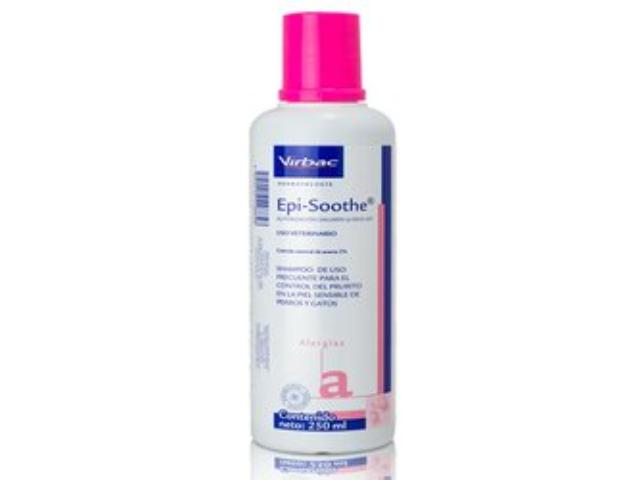 Virbac
DERMATOLOGÍA
Epi-Soothe®
USO VETERINARIO
SHAMPOO DE USO
FRECUENTE PARA EL
CONTROL DEL PRURITO
EN LA PIEL SENSIBLE DE
PERROS Y GATOS
Alergias
a
Contenido
neto: 250 ml